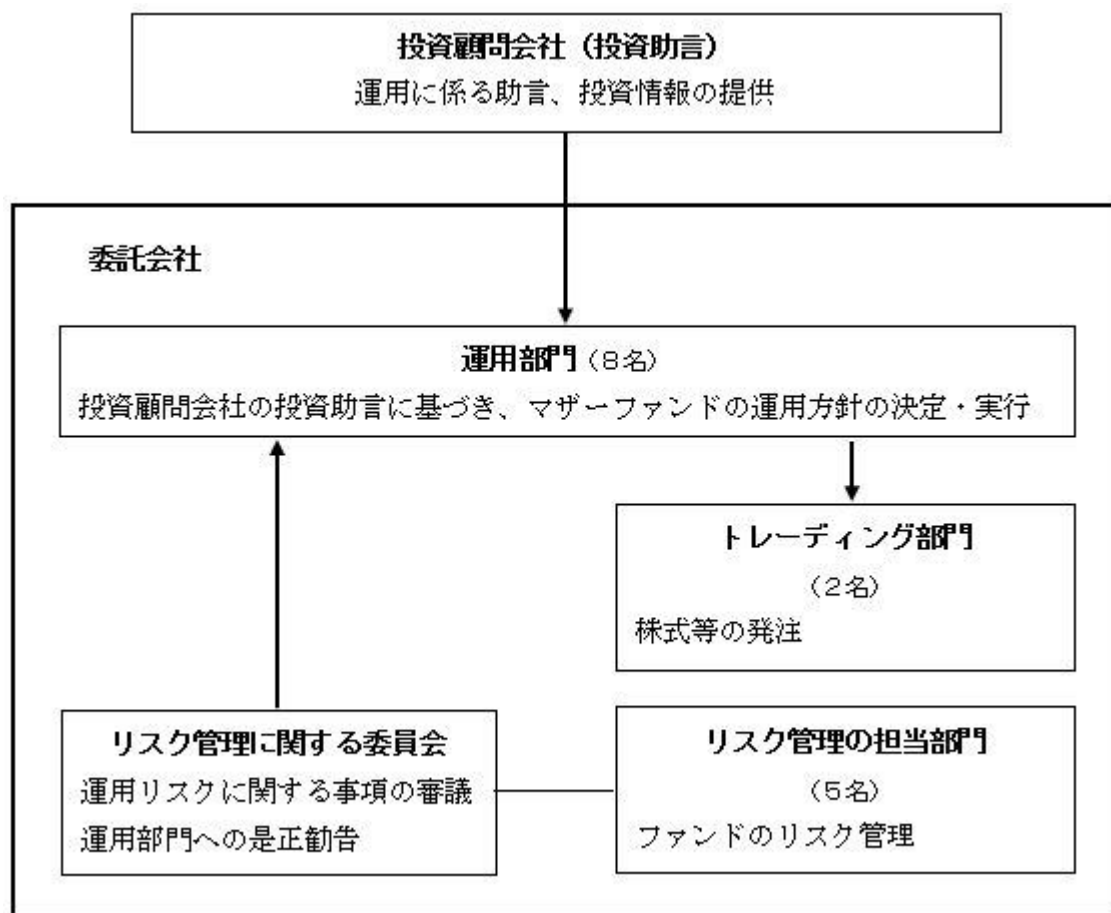 投資顧問会社（投資助言）
運用に係る助言、投資情報の提供
委託会社
運用部門（８名）
投資顧問会社の投資助言に基づき、マザーファンドの運用方針の決定・実行
トレーディング部門
（２名）
株式等の発注
リスク管理に関する委員会
運用リスクに関する事項の審議
運用部門への是正勧告
リスク管理の担当部門
（５名）
ファンドのリスク管理